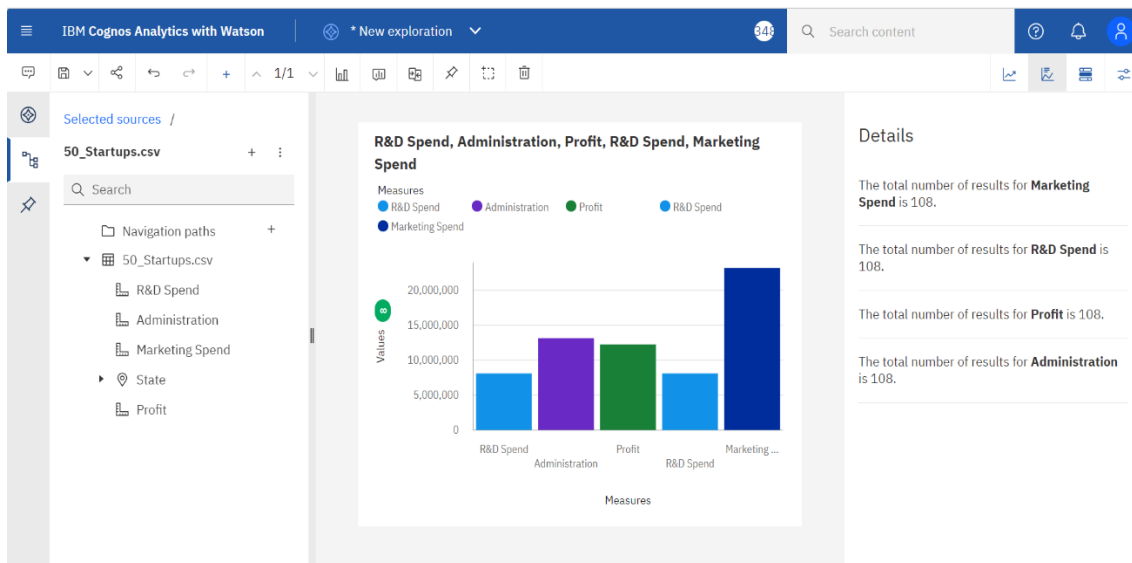 IBM Cognos Analytics with Watson
* New exploration
348
Search content
1/1
Selected sources /
50_Startups.csv
Search
Navigation paths
50_Startups.csv
R&D Spend
Administration
Marketing Spend
State
Profit
R&D Spend, Administration, Profit, R&D Spend, Marketing
Spend
Measures
R&D Spend Administration Profit R&D Spend
Marketing Spend
Values
20,000,000
15,000,000
10,000,000
5,000,000
0
R&D Spend Administration Profit R&D Spend Marketing ...
Measures
Details
The total number of results for Marketing
Spend is 108.
The total number of results for R&D Spend is
108.
The total number of results for Profit is 108.
The total number of results for Administration
is 108.